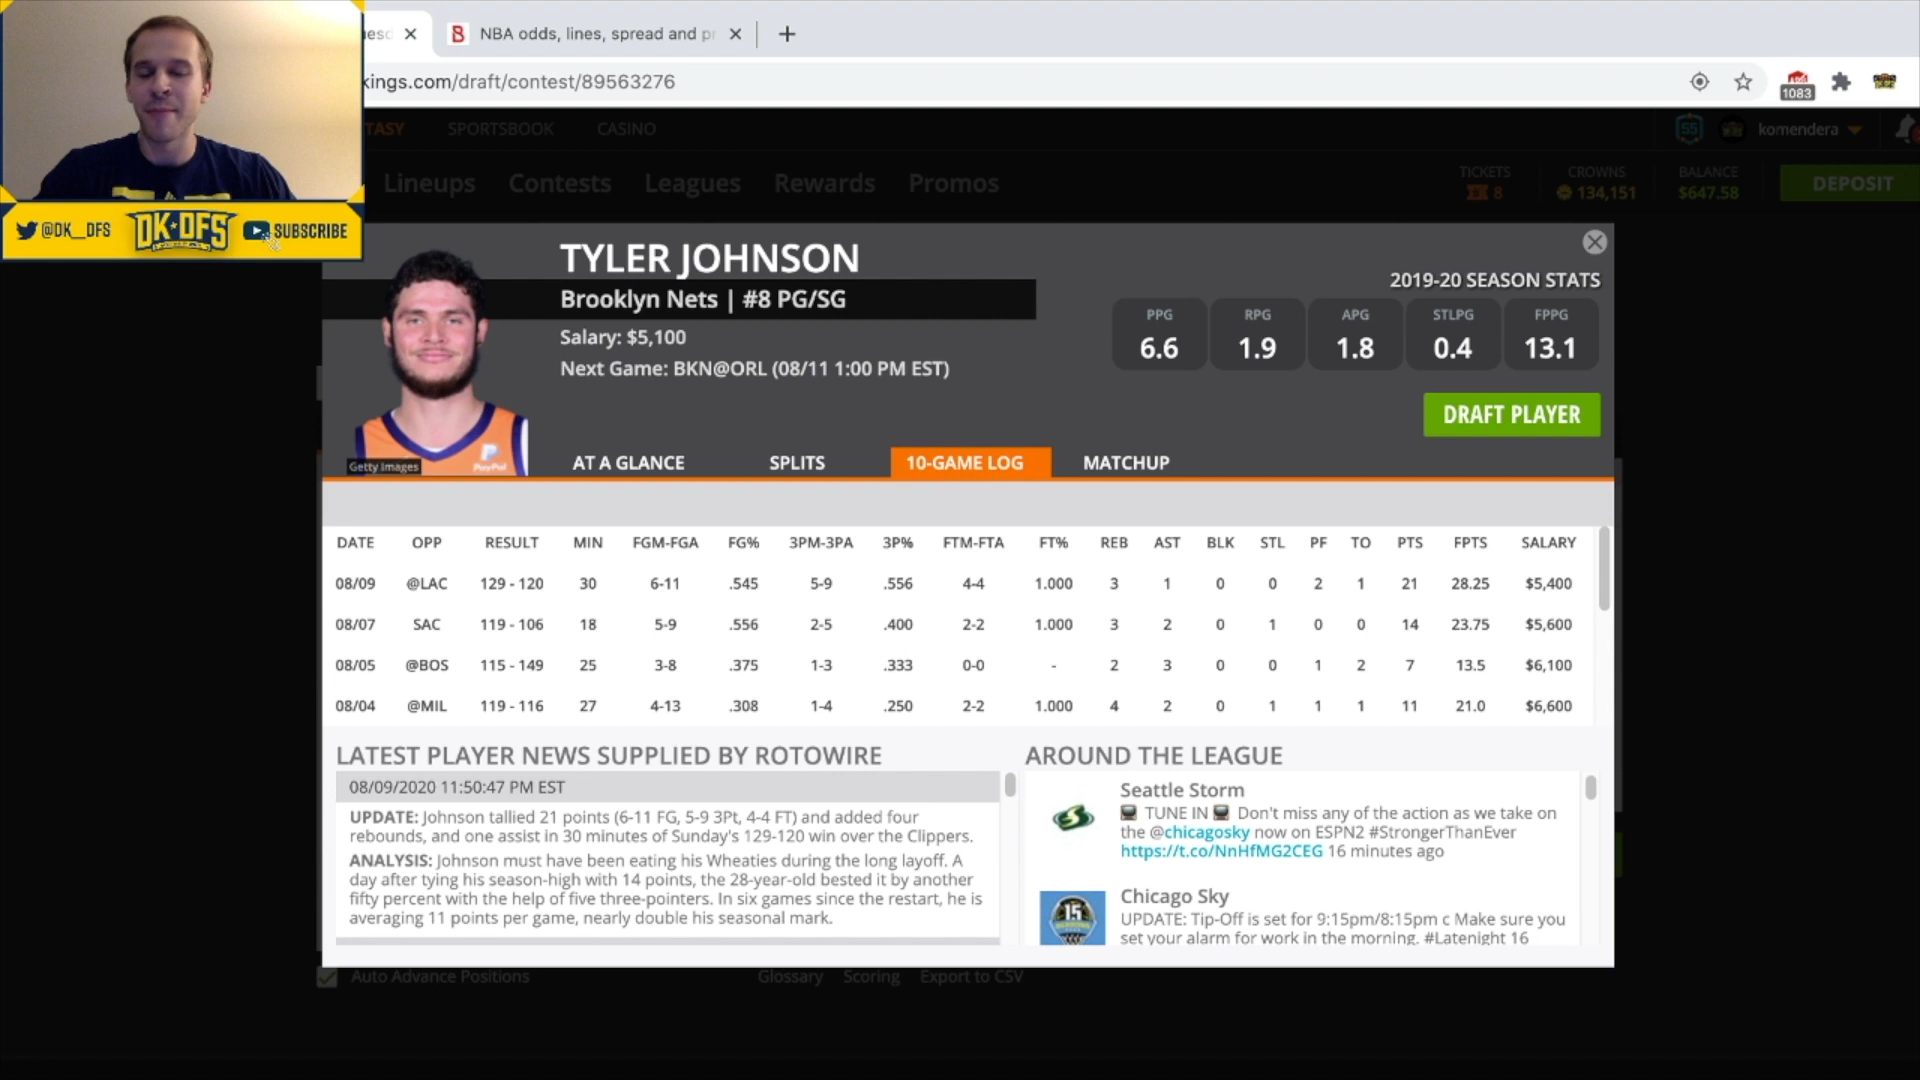 uesd
NBA odds, lines, spread and pr
kings.com/draft/contest/89563276
1083
TASY SPORTSBOOK CASINO
55 komendera
Lineups Contests Leagues Rewards Promos
TICKETS 8
CROWNS 134,151
BALANCE $647.58
DEPOSIT
@DK__DFS DK★DFS SUBSCRIBE
TYLER JOHNSON
Brooklyn Nets | #8 PG/SG
Salary: $5,100
Next Game: BKN@ORL (08/11 1:00 PM EST)
2019-20 SEASON STATS
PPG RPG APG STLPG FPPG
6.6 1.9 1.8 0.4 13.1
DRAFT PLAYER
Getty Images
PayPal
AT A GLANCE SPLITS 10-GAME LOG MATCHUP
DATE OPP RESULT MIN FGM-FGA FG% 3PM-3PA 3P% FTM-FTA FT% REB AST BLK STL PF TO PTS FPTS SALARY
08/09 @LAC 129 - 120 30 6-11 .545 5-9 .556 4-4 1.000 3 1 0 0 2 1 21 28.25 $5,400
08/07 SAC 119 - 106 18 5-9 .556 2-5 .400 2-2 1.000 3 2 0 1 0 0 14 23.75 $5,600
08/05 @BOS 115 - 149 25 3-8 .375 1-3 .333 0-0 - 2 3 0 0 1 2 7 13.5 $6,100
08/04 @MIL 119 - 116 27 4-13 .308 1-4 .250 2-2 1.000 4 2 0 1 1 1 11 21.0 $6,600
LATEST PLAYER NEWS SUPPLIED BY ROTOWIRE
08/09/2020 11:50:47 PM EST
UPDATE: Johnson tallied 21 points (6-11 FG, 5-9 3Pt, 4-4 FT) and added four
rebounds, and one assist in 30 minutes of Sunday's 129-120 win over the Clippers.
ANALYSIS: Johnson must have been eating his Wheaties during the long layoff. A
day after tying his season-high with 14 points, the 28-year-old bested it by another
fifty percent with the help of five three-pointers. In six games since the restart, he is
averaging 11 points per game, nearly double his seasonal mark.
AROUND THE LEAGUE
Seattle Storm
📺 TUNE IN 📺 Don't miss any of the action as we take on
the @chicagosky now on ESPN2 #StrongerThanEver
https://t.co/NnHfMG2CEG 16 minutes ago
Chicago Sky
UPDATE: Tip-Off is set for 9:15pm/8:15pm c Make sure you
set your alarm for work in the morning. #Latenight 16
15
Auto Advance Positions
Glossary Scoring Export to CSV